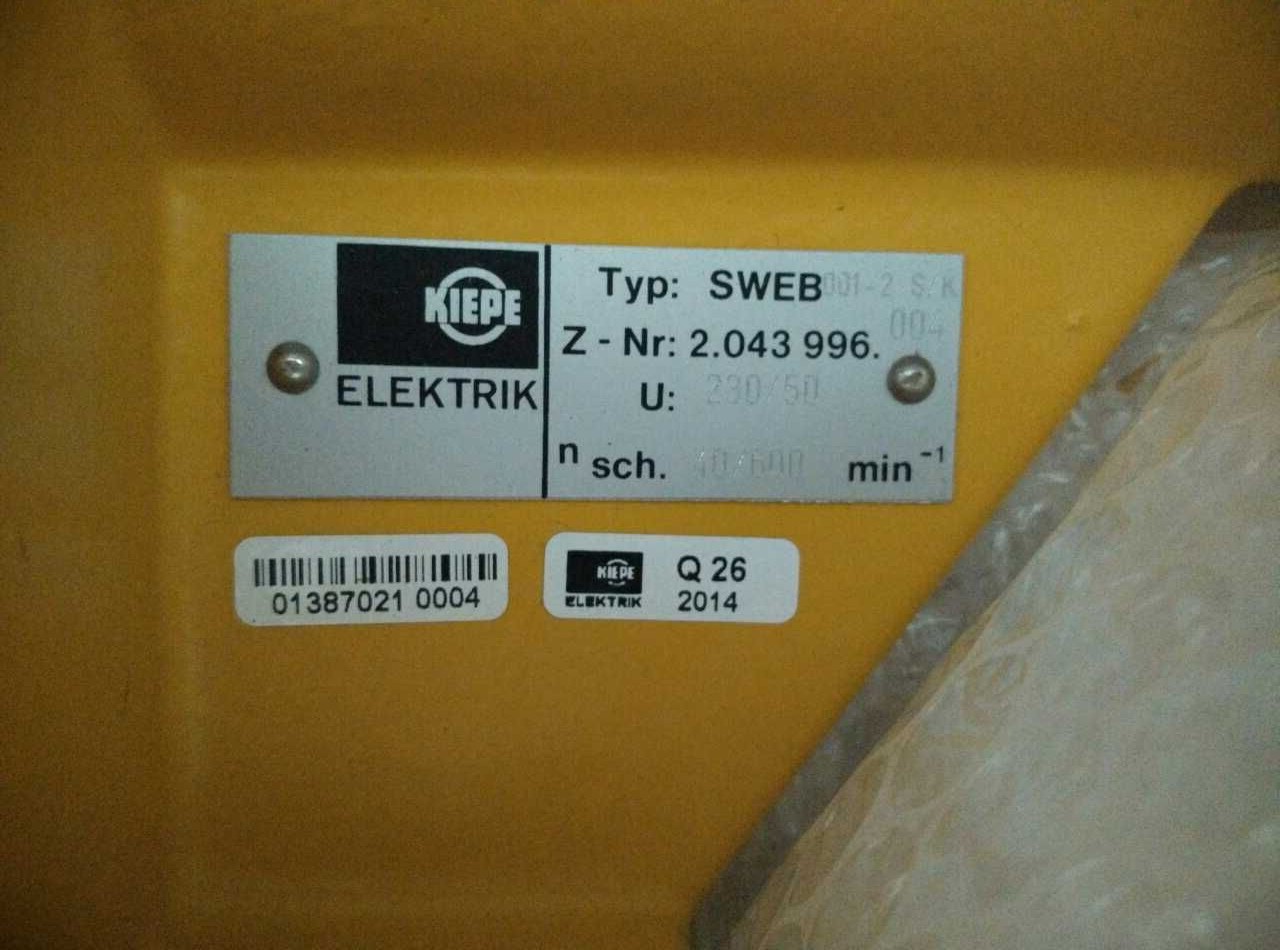 KIEPE
ELEKTRIK
Typ: SWEB 001-2 S/K
Z - Nr: 2.043 996. 004
U: 230/50
n sch. 40/600 min⁻¹
01387021 0004
KIEPE
ELEKTRIK
Q 26
2014